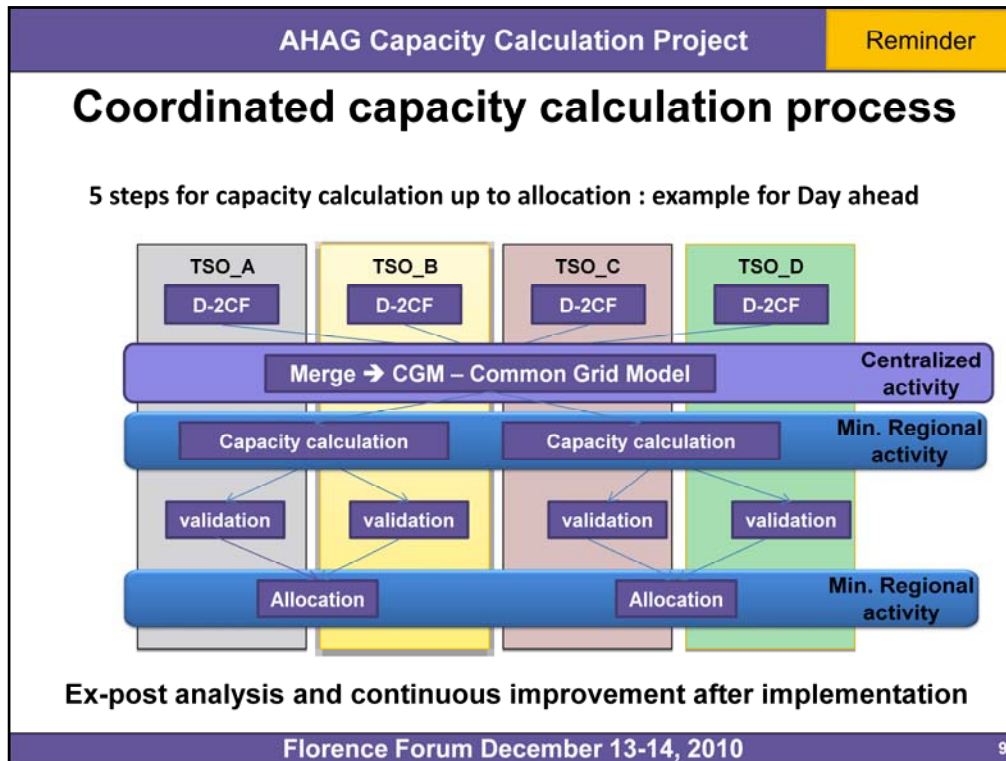 AHAG Capacity Calculation Project
Reminder
Coordinated capacity calculation process
5 steps for capacity calculation up to allocation : example for Day ahead
TSO_A TSO_B TSO_C TSO_D
D-2CF D-2CF D-2CF D-2CF
Merge ➔ CGM – Common Grid Model
Centralized
activity
Capacity calculation Capacity calculation
Min. Regional
activity
validation validation validation validation
Allocation Allocation
Min. Regional
activity
Ex-post analysis and continuous improvement after implementation
Florence Forum December 13-14, 2010
9